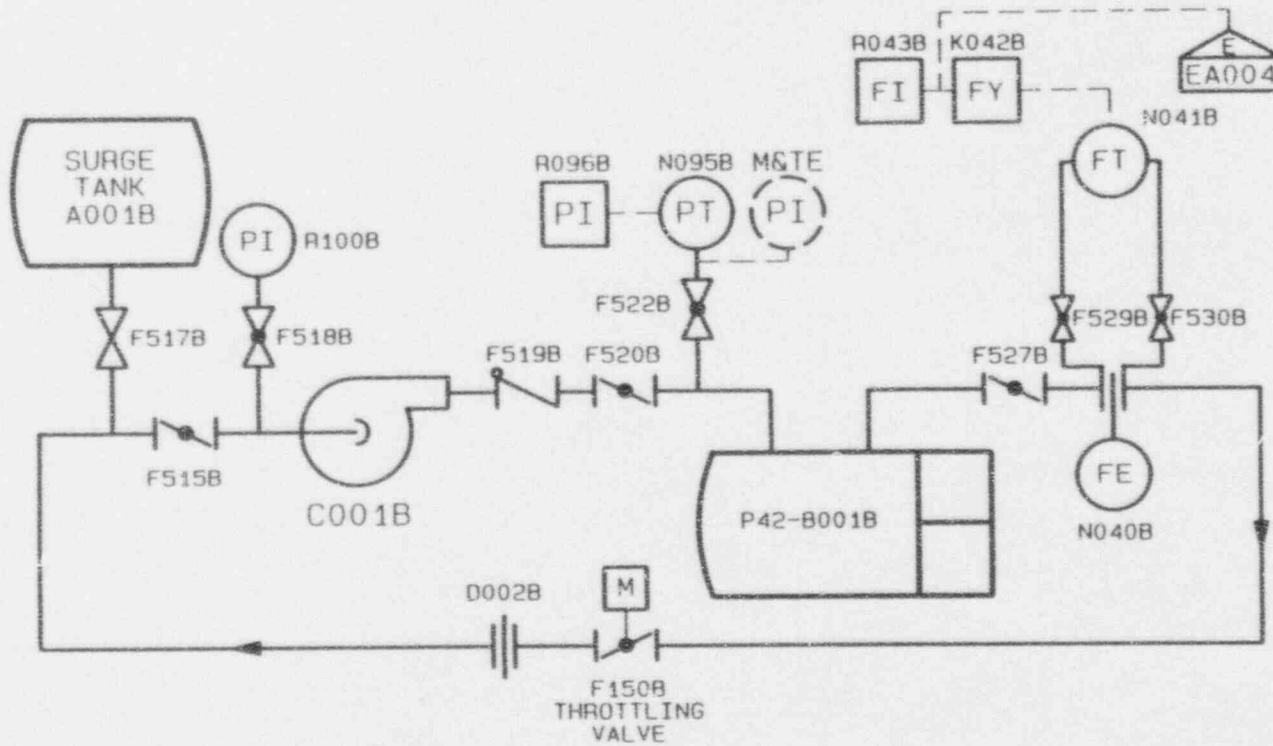 R043B
K042B
E
EA004
FI
FY
N041B
FT
SURGE
TANK
A001B
R096B
N095B
M&TE
PI
PT
PI
PI
R100B
F522B
F529B
F530B
F517B
F518B
F519B
F520B
F527B
F515B
C001B
P42-B001B
FE
N040B
D002B
M
F150B
THROTTLING
VALVE